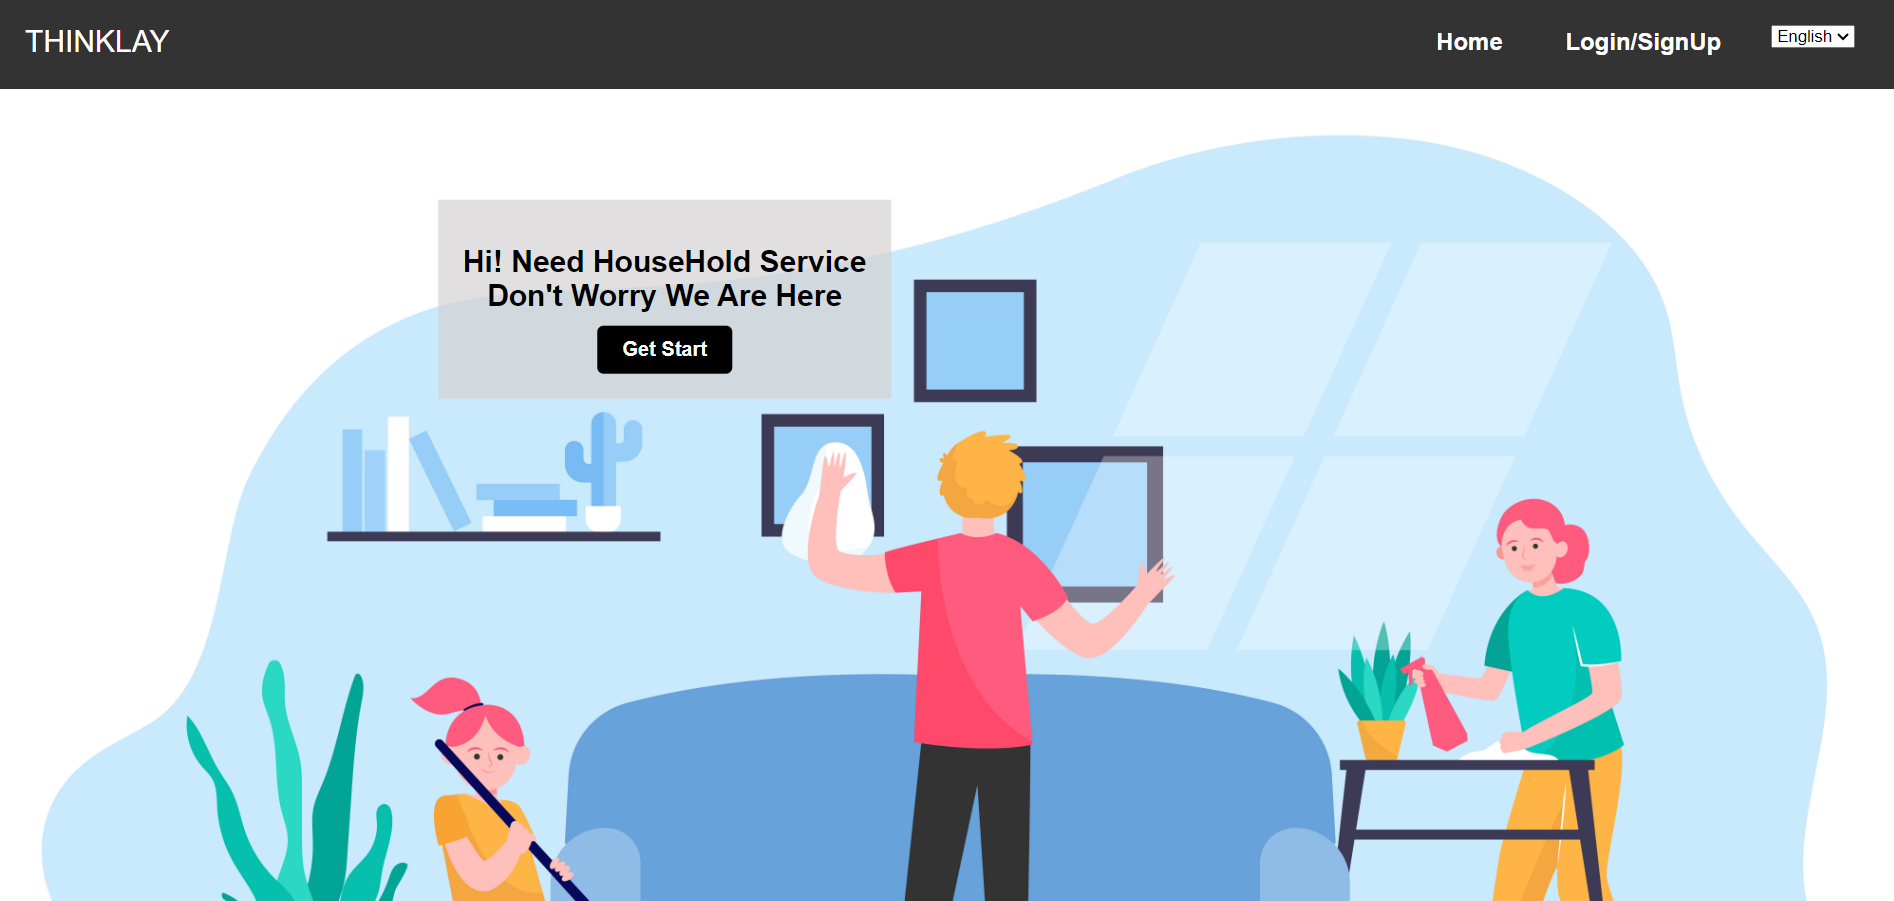 THINKLAY
Home
Login/SignUp
English
Hi! Need HouseHold Service
Don't Worry We Are Here
Get Start